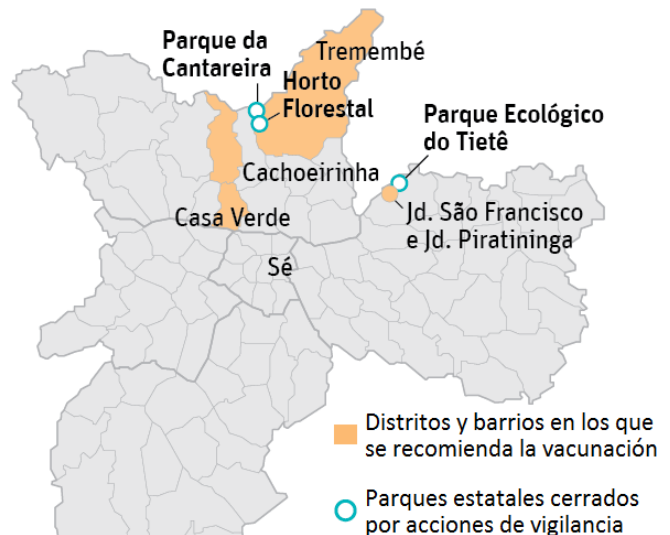 Parque da
Cantareira
Tremembé
Horto
Florestal
Parque Ecológico
do Tietê
Cachoeirinha
Casa Verde
Jd. São Francisco
e Jd. Piratininga
Sé
Distritos y barrios en los que
se recomienda la vacunación
Parques estatales cerrados
por acciones de vigilancia